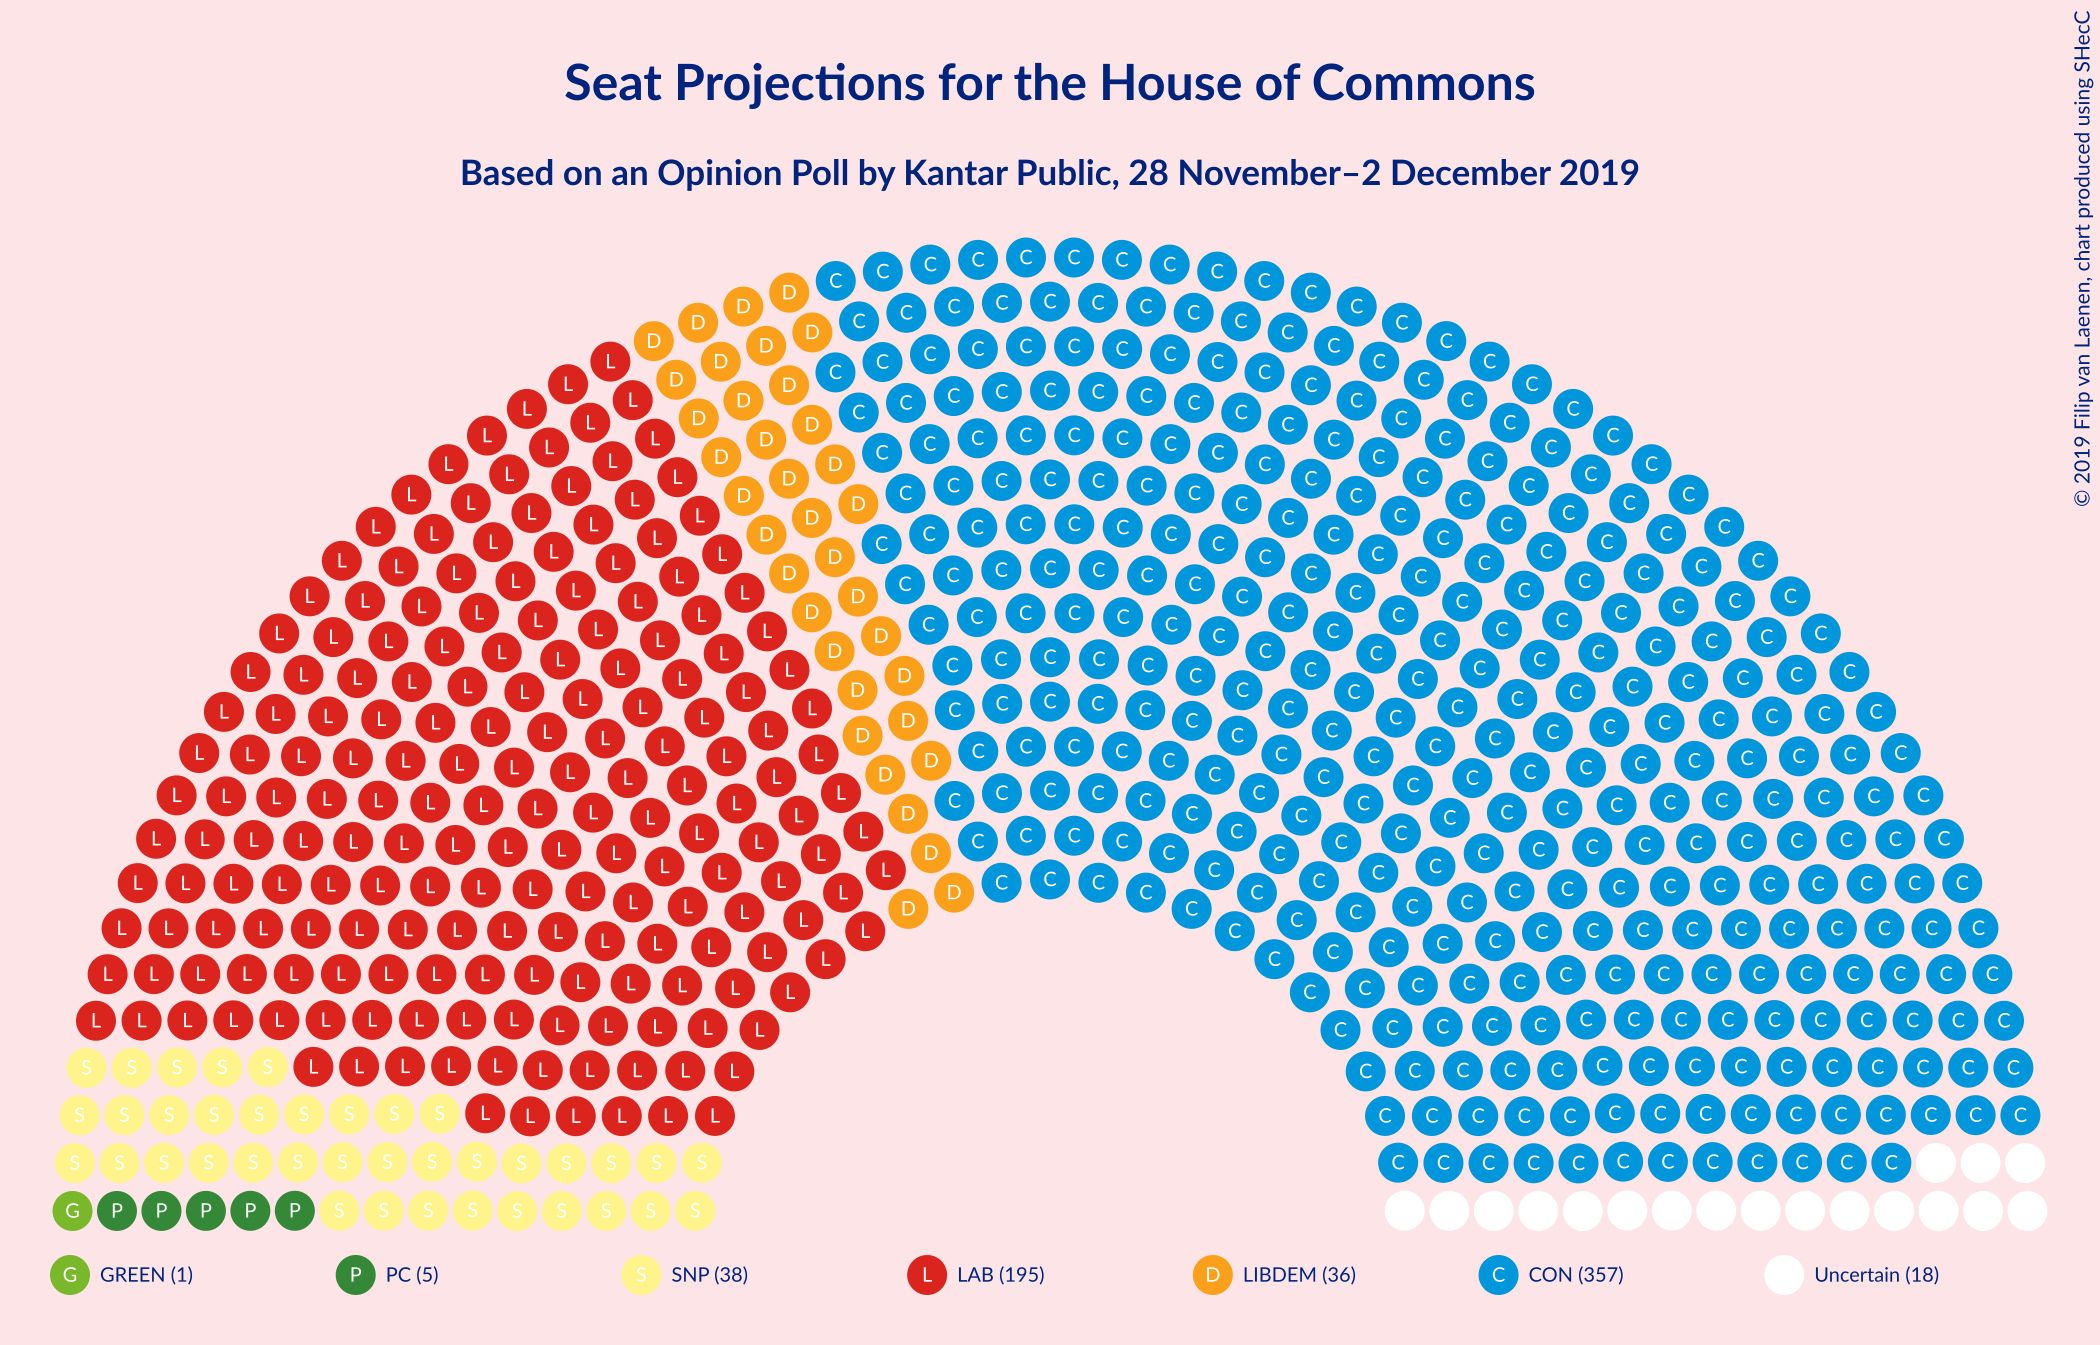 Seat Projections for the House of Commons
Based on an Opinion Poll by Kantar Public, 28 November–2 December 2019
© 2019 Filip van Laenen, chart produced using SHecC
G GREEN (1) P PC (5) S SNP (38) L LAB (195) D LIBDEM (36) C CON (357) Uncertain (18)